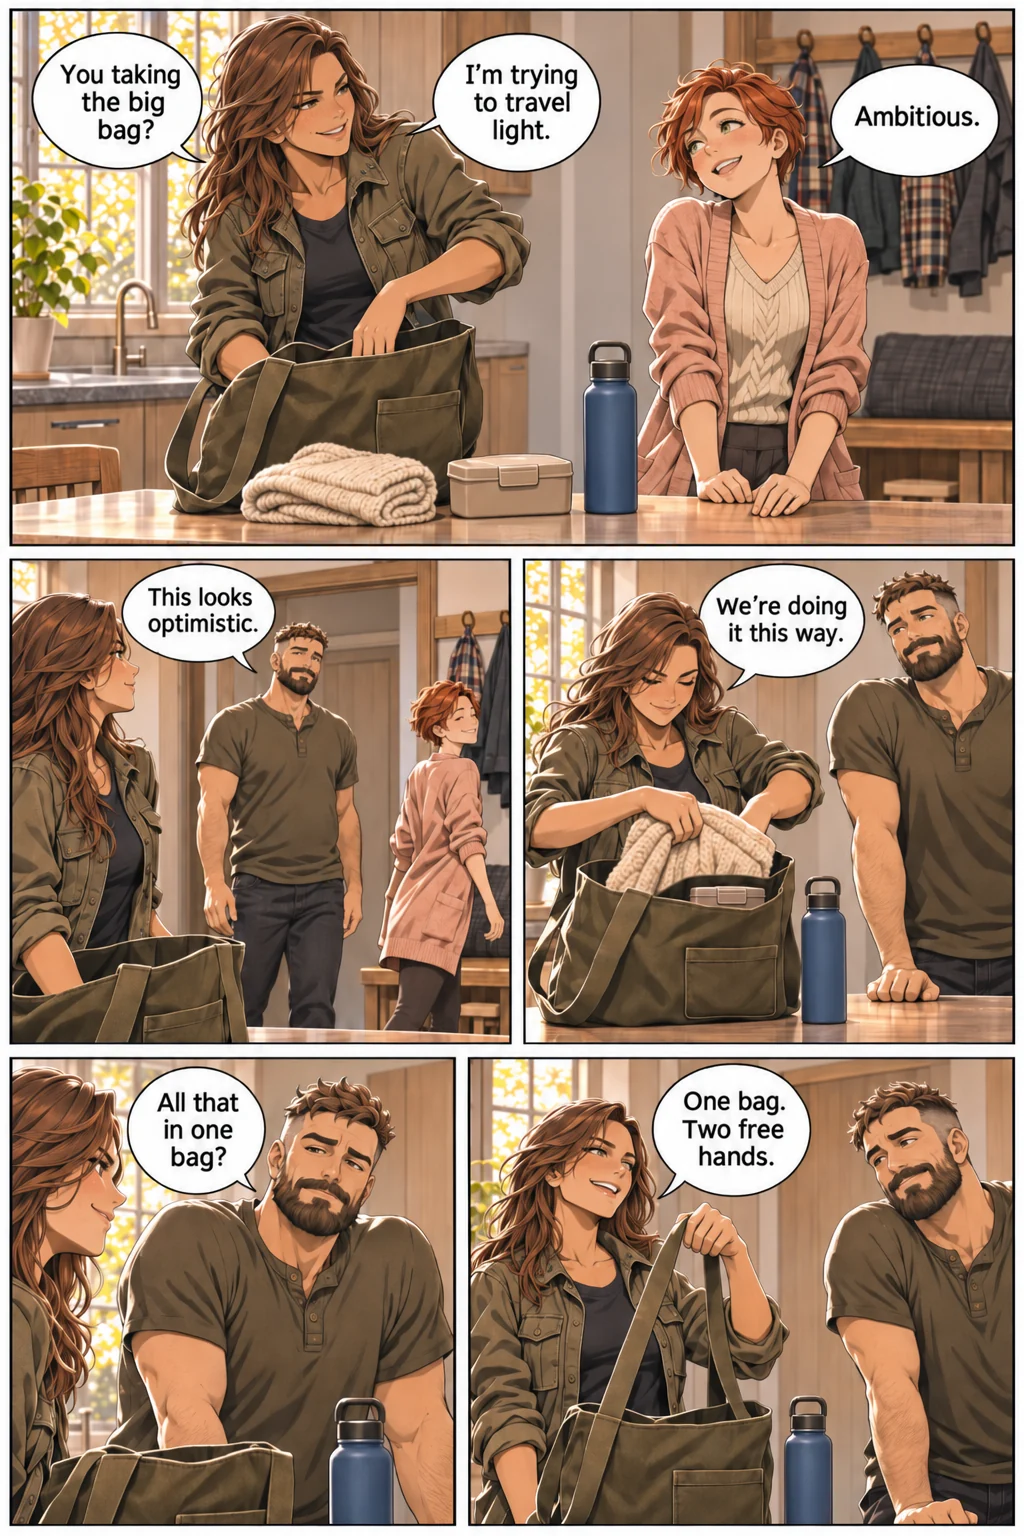 You taking
the big
bag?
I'm trying
to travel
light.
Ambitious.
This looks
optimistic.
We're doing
it this way.
All that
in one
bag?
One bag.
Two free
hands.